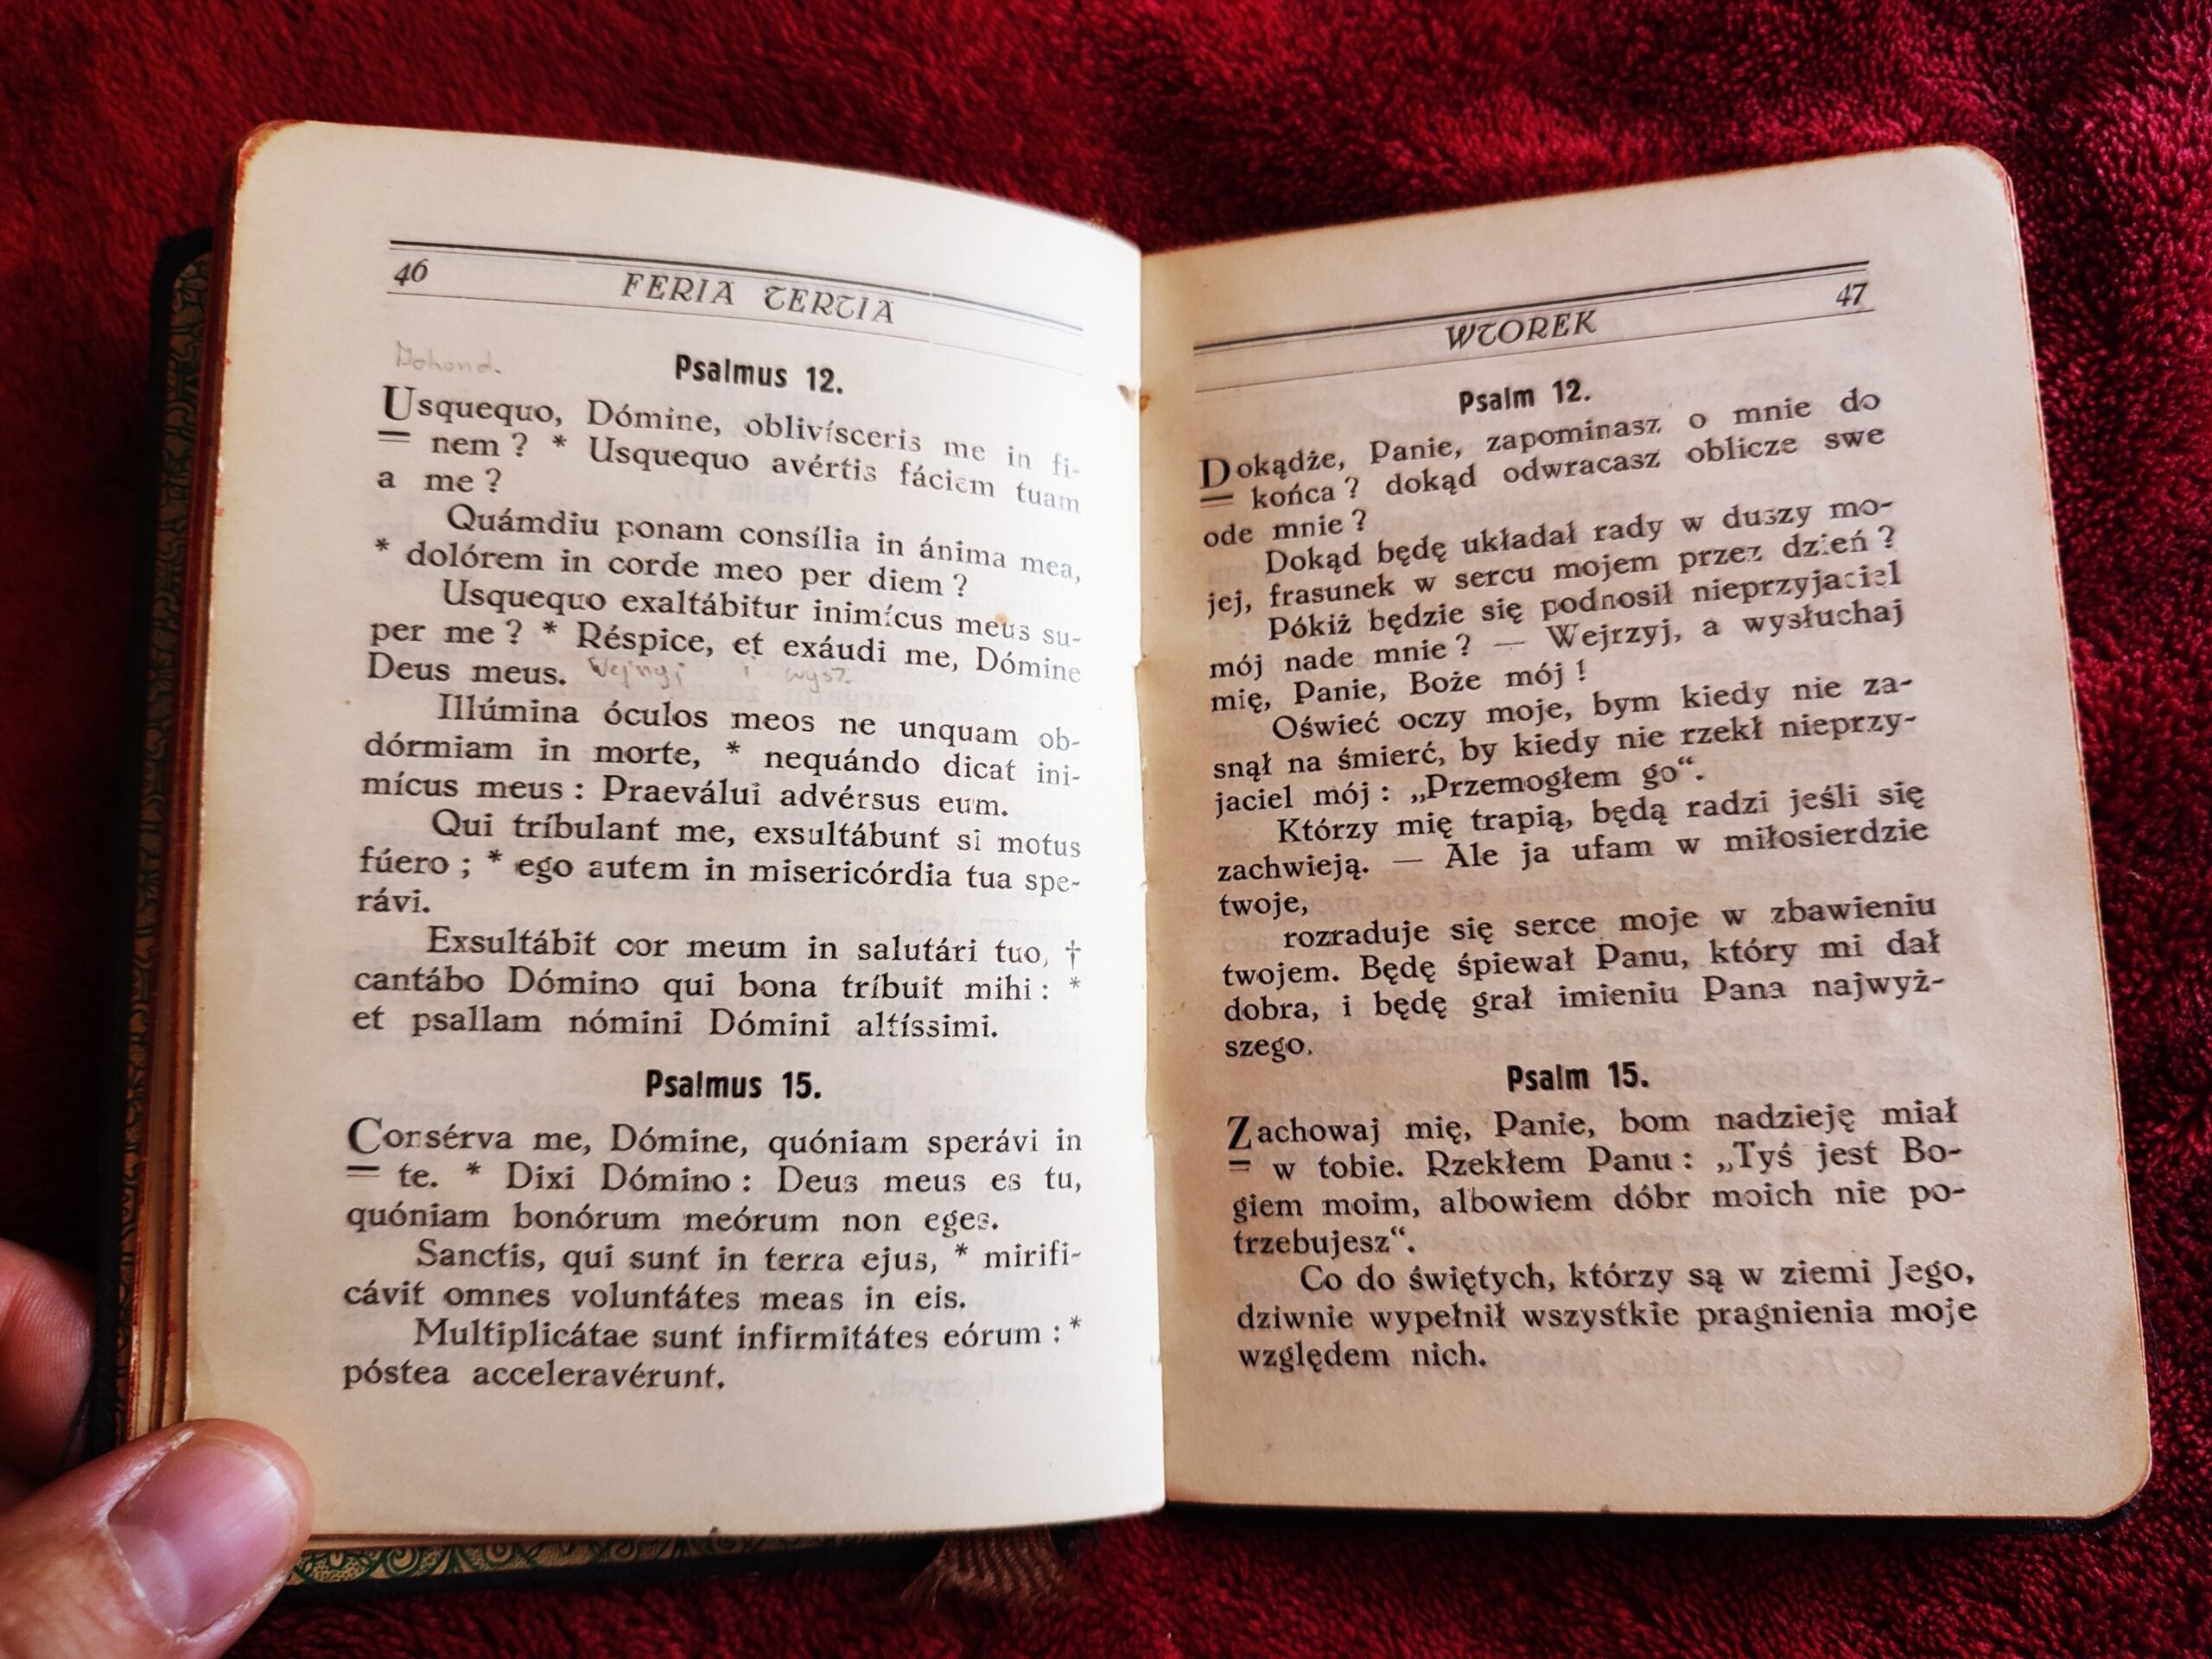 46
FERIA TERTIA
Psalmus 12.
Usquequo, Dómine, oblivísceris me in fi-
nem ? * Usquequo avértis fáciem tuam
a me ?
Quámdiu ponam consília in ánima mea,
* dolórem in corde meo per diem ?
Usquequo exaltábitur inimícus meus su-
per me ? * Réspice, et exáudi me, Dómine
Deus meus. i wysz
Illúmina óculos meos ne unquam ob-
dórmiam in morte, * nequándo dicat ini-
mícus meus : Praeválui advérsus eum.
Qui tríbulant me, exsultábunt si motus
fúero ; * ego autem in misericórdia tua spe-
rávi.
Exsultábit cor meum in salutári tuo, †
cantábo Dómino qui bona tríbuit mihi : *
et psallam nómini Dómini altíssimi.
Psalmus 15.
Consérva me, Dómine, quóniam sperávi in
te. * Dixi Dómino : Deus meus es tu,
quóniam bonórum meórum non eges.
Sanctis, qui sunt in terra ejus, * mirifi-
cávit omnes voluntátes meas in eis.
Multiplicátae sunt infirmitátes eórum : *
póstea acceleravérunt.
WTOREK
47
Psalm 12.
Dokądże, Panie, zapominasz o mnie do
końca ? dokąd odwracasz oblicze swe
ode mnie ?
Dokąd będę układał rady w duszy mo-
jej, frasunek w sercu mojem przez dzień ?
Pókiż będzie się podnosił nieprzyjaciel
mój nade mnie ? — Wejrzyj, a wysłuchaj
mię, Panie, Boże mój !
Oświeć oczy moje, bym kiedy nie za-
snął na śmierć, by kiedy nie rzekł nieprzy-
jaciel mój : „Przemogłem go“.
Którzy mię trapią, będą radzi jeśli się
zachwieją. — Ale ja ufam w miłosierdzie
twoje,
rozraduje się serce moje w zbawieniu
twojem. Będę śpiewał Panu, który mi dał
dobra, i będę grał imieniu Pana najwyż-
szego.
Psalm 15.
Zachowaj mię, Panie, bom nadzieję miał
w tobie. Rzekłem Panu : „Tyś jest Bo-
giem moim, albowiem dóbr moich nie po-
trzebujesz“.
Co do świętych, którzy są w ziemi Jego,
dziwnie wypełnił wszystkie pragnienia moje
względem nich.